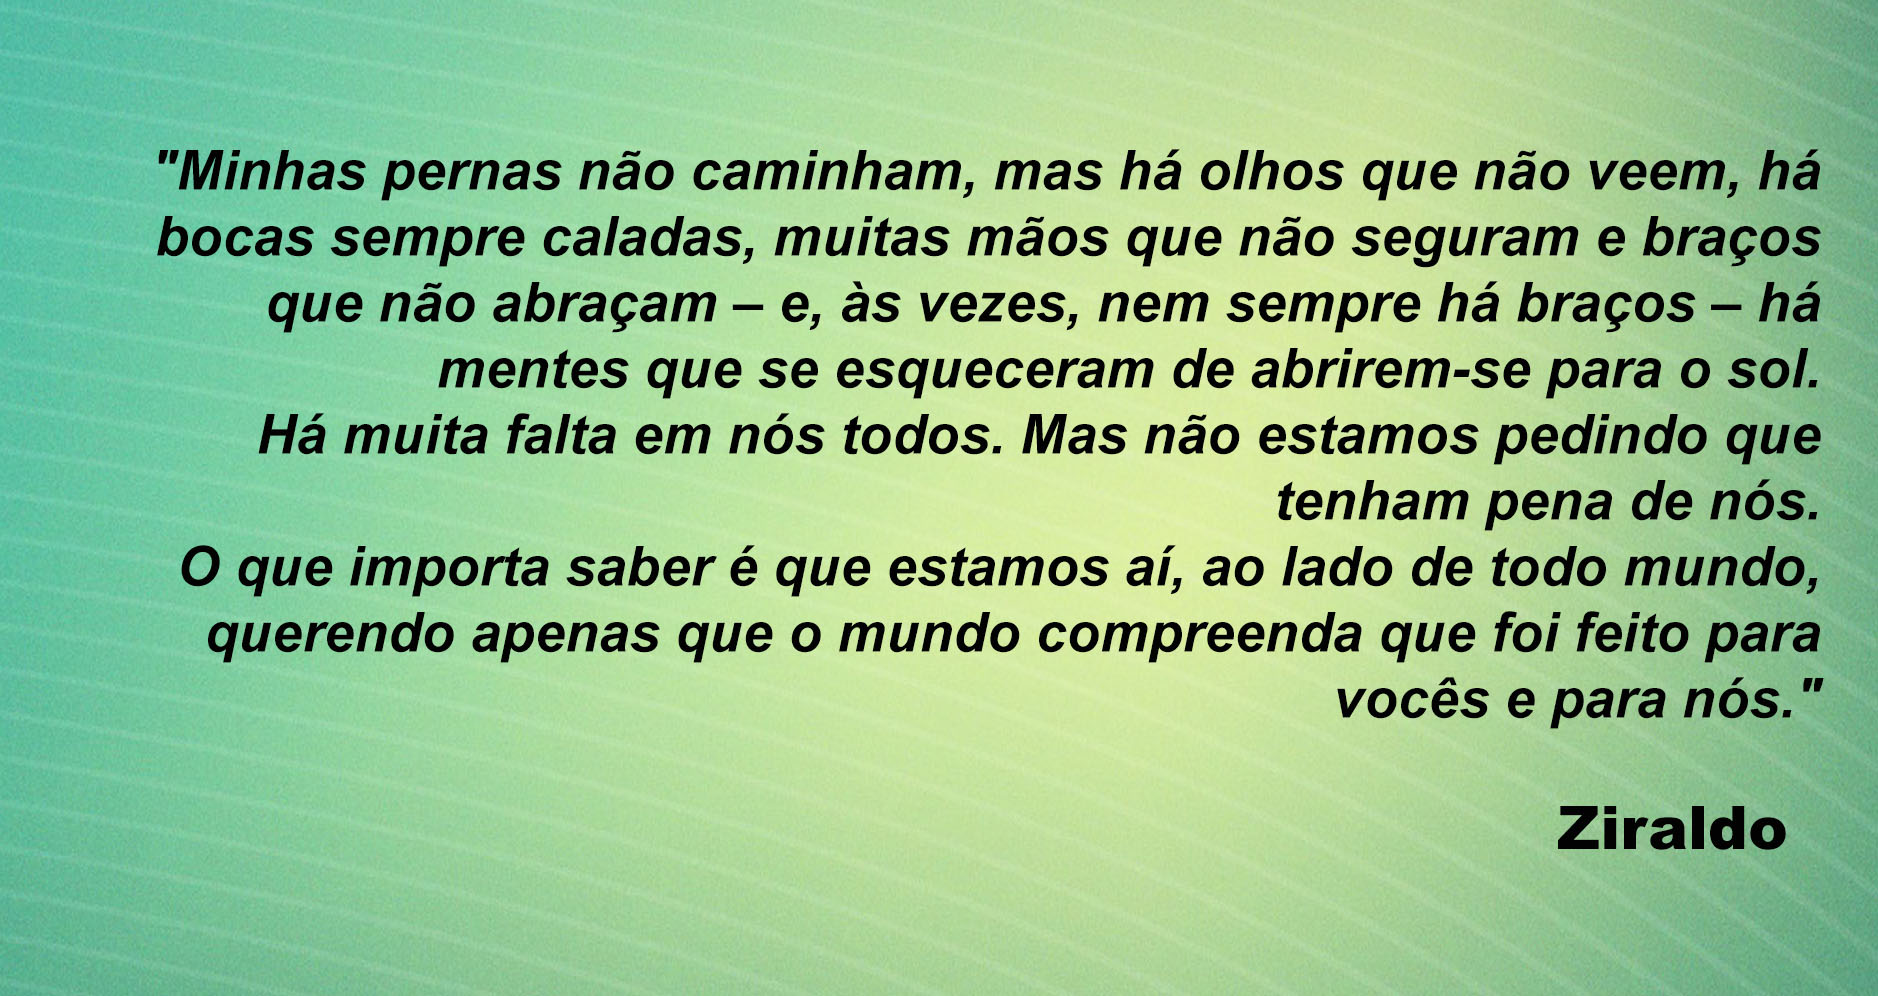 "Minhas pernas não caminham, mas há olhos que não veem, há
bocas sempre caladas, muitas mãos que não seguram e braços
que não abraçam – e, às vezes, nem sempre há braços – há
mentes que se esqueceram de abrirem-se para o sol.
Há muita falta em nós todos. Mas não estamos pedindo que
tenham pena de nós.
O que importa saber é que estamos aí, ao lado de todo mundo,
querendo apenas que o mundo compreenda que foi feito para
vocês e para nós."
Ziraldo